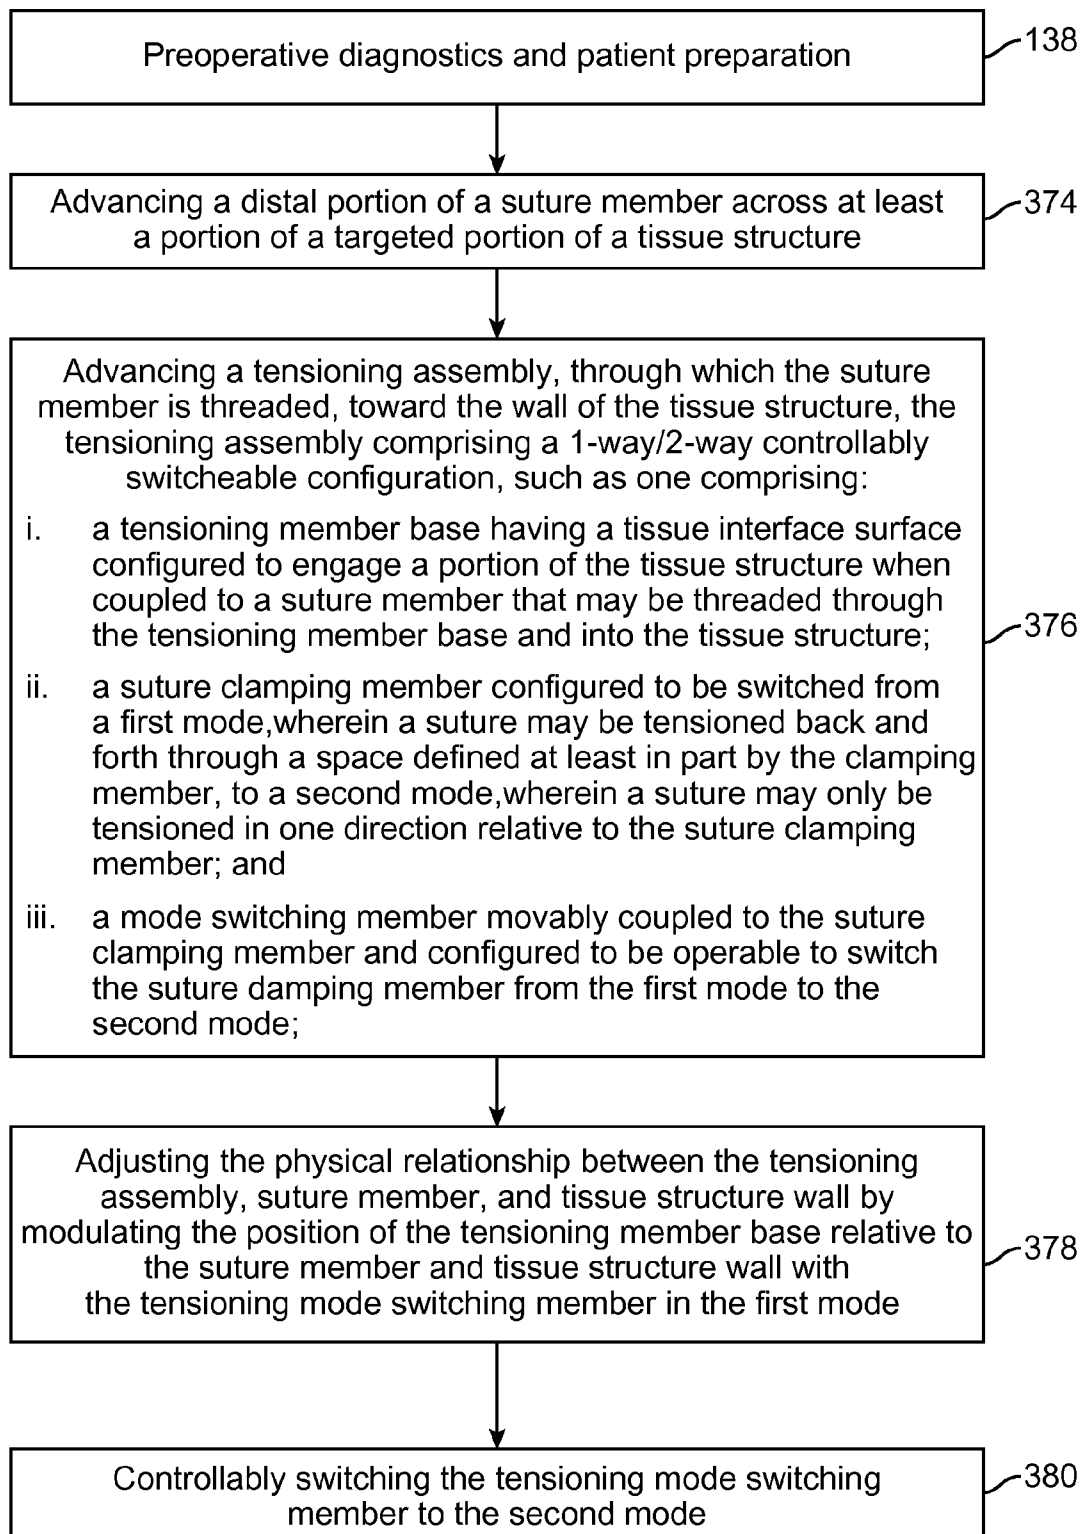 Preoperative diagnostics and patient preparation
138
Advancing a distal portion of a suture member across at least
a portion of a targeted portion of a tissue structure
374
Advancing a tensioning assembly, through which the suture
member is threaded, toward the wall of the tissue structure, the
tensioning assembly comprising a 1-way/2-way controllably
switcheable configuration, such as one comprising:
i. a tensioning member base having a tissue interface surface
configured to engage a portion of the tissue structure when
coupled to a suture member that may be threaded through
the tensioning member base and into the tissue structure;
ii. a suture clamping member configured to be switched from
a first mode,wherein a suture may be tensioned back and
forth through a space defined at least in part by the clamping
member, to a second mode,wherein a suture may only be
tensioned in one direction relative to the suture clamping
member; and
iii. a mode switching member movably coupled to the suture
clamping member and configured to be operable to switch
the suture damping member from the first mode to the
second mode;
376
Adjusting the physical relationship between the tensioning
assembly, suture member, and tissue structure wall by
modulating the position of the tensioning member base relative to
the suture member and tissue structure wall with
the tensioning mode switching member in the first mode
378
Controllably switching the tensioning mode switching
member to the second mode
380